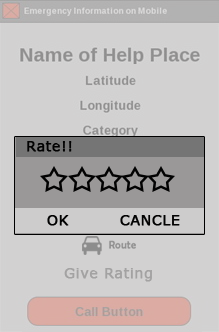 Emergency Information on Mobile
Name of Help Place
Latitude
Longitude
Category
Rate!!
OK CANCLE
Route
Give Rating
Call Button